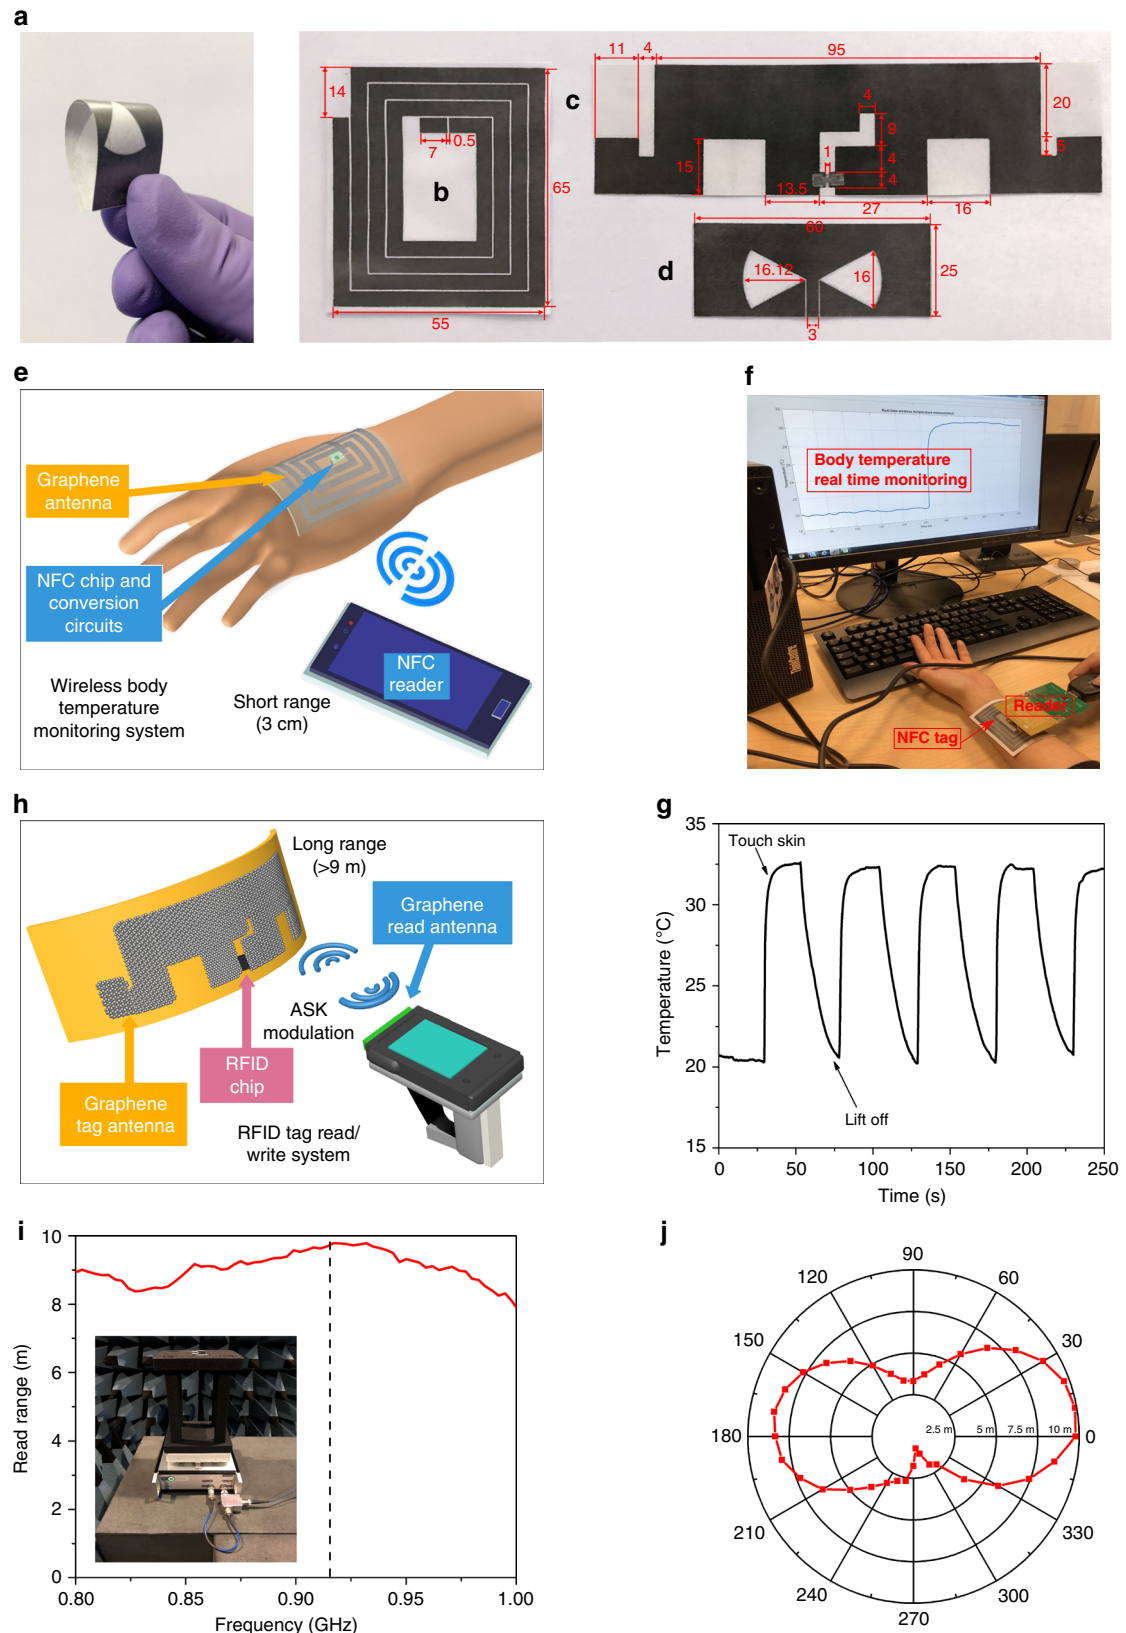 a
14
7
0.5
b
65
55
c
11
4
95
4
20
9
5
15
1
4
4
13.5
27
16
d
60
16.12
16
25
3
e
Graphene
antenna
NFC chip and
conversion
circuits
NFC
reader
Wireless body
temperature
monitoring system
Short range
(3 cm)
f
Body temperature
real time monitoring
Reader
NFC tag
h
Long range
(>9 m)
Graphene
read antenna
ASK
modulation
RFID
chip
Graphene
tag antenna
RFID tag read/
write system
g
35
30
25
20
15
Temperature (°C)
Touch skin
Lift off
0
50
100
150
200
250
Time (s)
i
10
8
6
4
2
0
Read range (m)
0.80
0.85
0.90
0.95
1.00
Frequency (GHz)
j
90
120
60
150
30
180
2.5 m
5 m
7.5 m
10 m
0
210
330
240
300
270